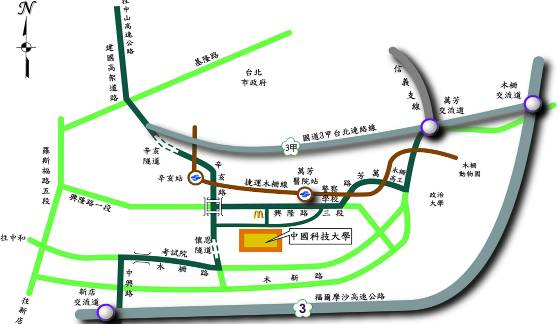 N
往中山高速公路
建國高架道路
基隆路
台北
市政府
信義支線
萬芳
交流道
木柵
交流道
國道3甲台北連絡線
3甲
辛亥
隧道
辛亥站
辛亥路
捷運木柵線
萬芳
醫院站
警察
學校
芳
路
萬
木柵
高工
木柵
動物園
政治
大學
羅斯福路五段
興隆路一段
興隆路
三段
中國科技大學
懷恩
隧道
考試院
木柵路
木新路
中興路
往中和
往新店
新店
交流道
3
福爾摩沙高速公路